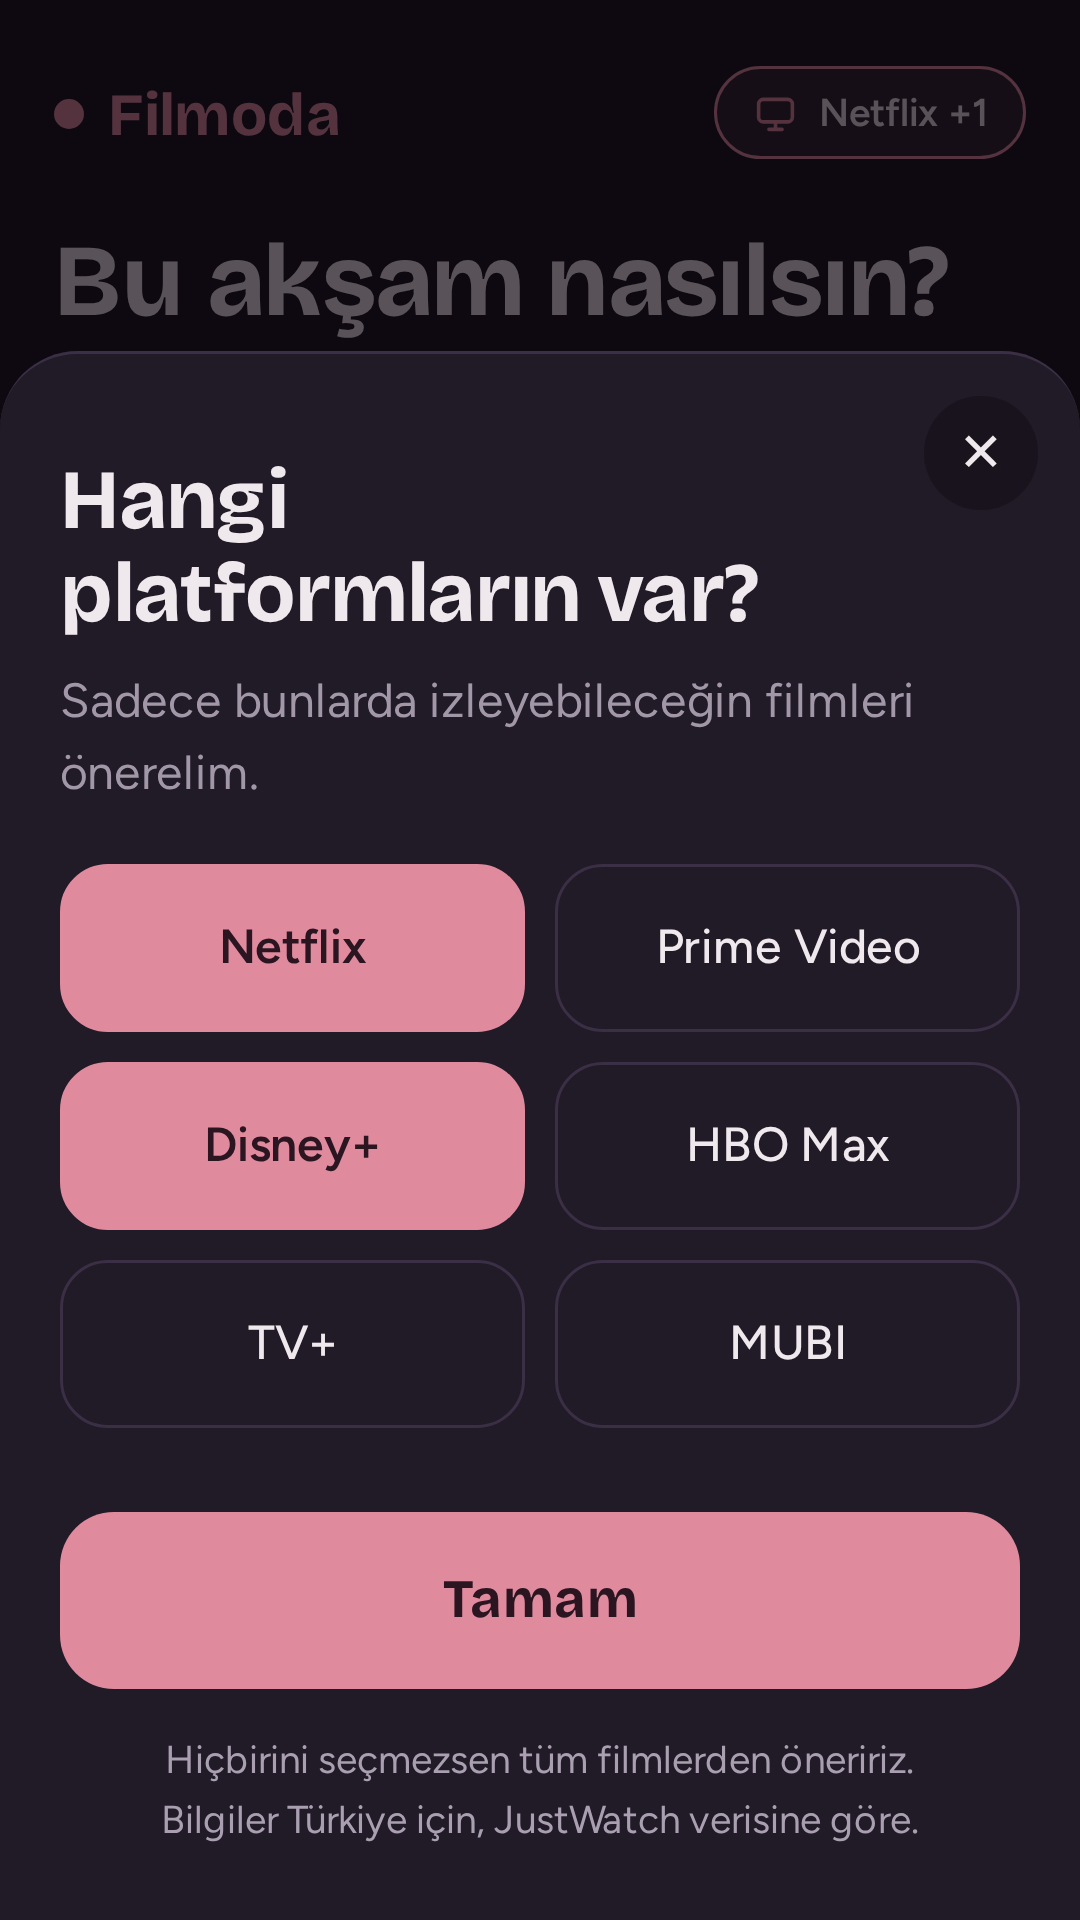 Filmoda
Netflix +1
Bu akşam nasılsın?
Hangi
platformların var?
Sadece bunlarda izleyebileceğin filmleri
önerelim.
Netflix
Prime Video
Disney+
HBO Max
TV+
MUBI
Tamam
Hiçbirini seçmezsen tüm filmlerden öneririz.
Bilgiler Türkiye için, JustWatch verisine göre.